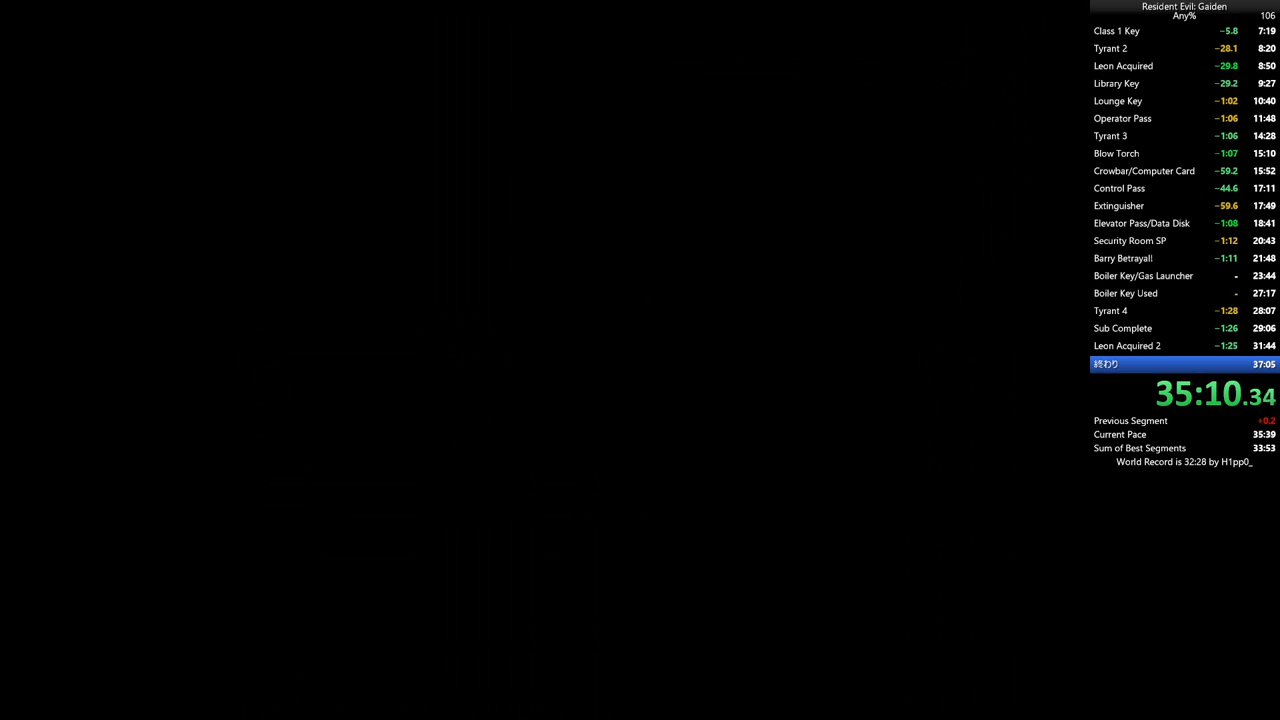 Resident Evil: Gaiden
Any% 106
Class 1 Key −5.8 7:19
Tyrant 2 −28.1 8:20
Leon Acquired −29.8 8:50
Library Key −29.2 9:27
Lounge Key −1:02 10:40
Operator Pass −1:06 11:48
Tyrant 3 −1:06 14:28
Blow Torch −1:07 15:10
Crowbar/Computer Card −59.2 15:52
Control Pass −44.6 17:11
Extinguisher −59.6 17:49
Elevator Pass/Data Disk −1:08 18:41
Security Room SP −1:12 20:43
Barry Betrayal! −1:11 21:48
Boiler Key/Gas Launcher - 23:44
Boiler Key Used - 27:17
Tyrant 4 −1:28 28:07
Sub Complete −1:26 29:06
Leon Acquired 2 −1:25 31:44
終わり 37:05
35:10.34
Previous Segment +0.2
Current Pace 35:39
Sum of Best Segments 33:53
World Record is 32:28 by H1pp0_